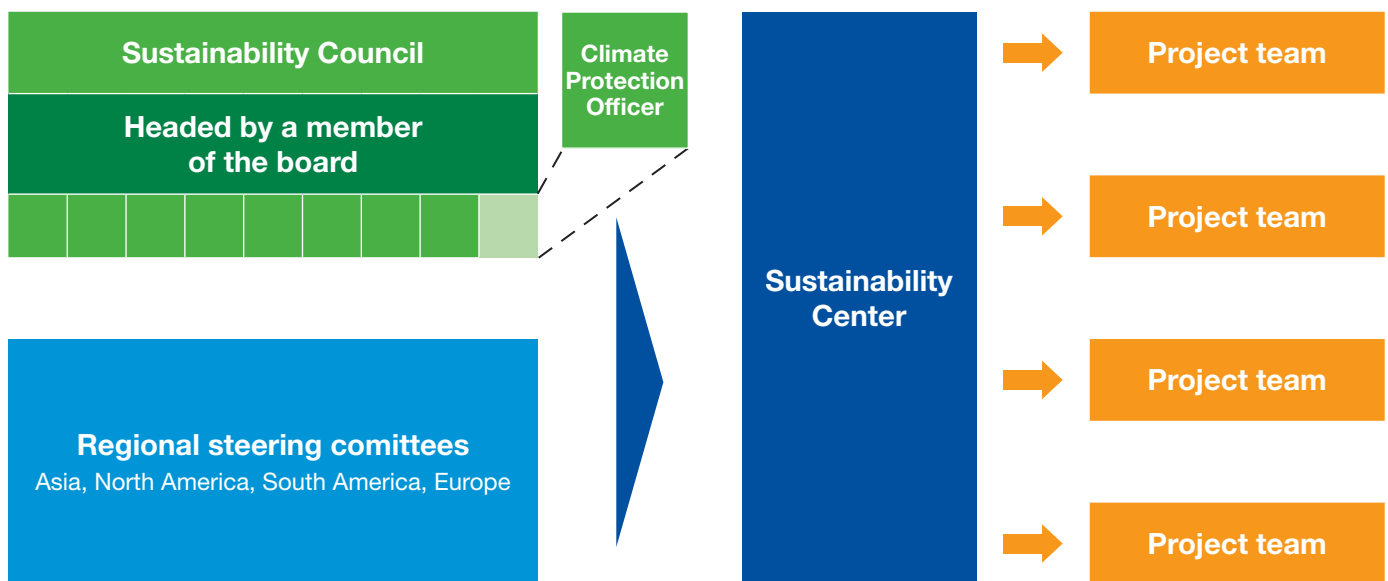 Sustainability Council
Headed by a member
of the board
Climate
Protection
Officer
Regional steering comittees
Asia, North America, South America, Europe
Sustainability
Center
Project team
Project team
Project team
Project team